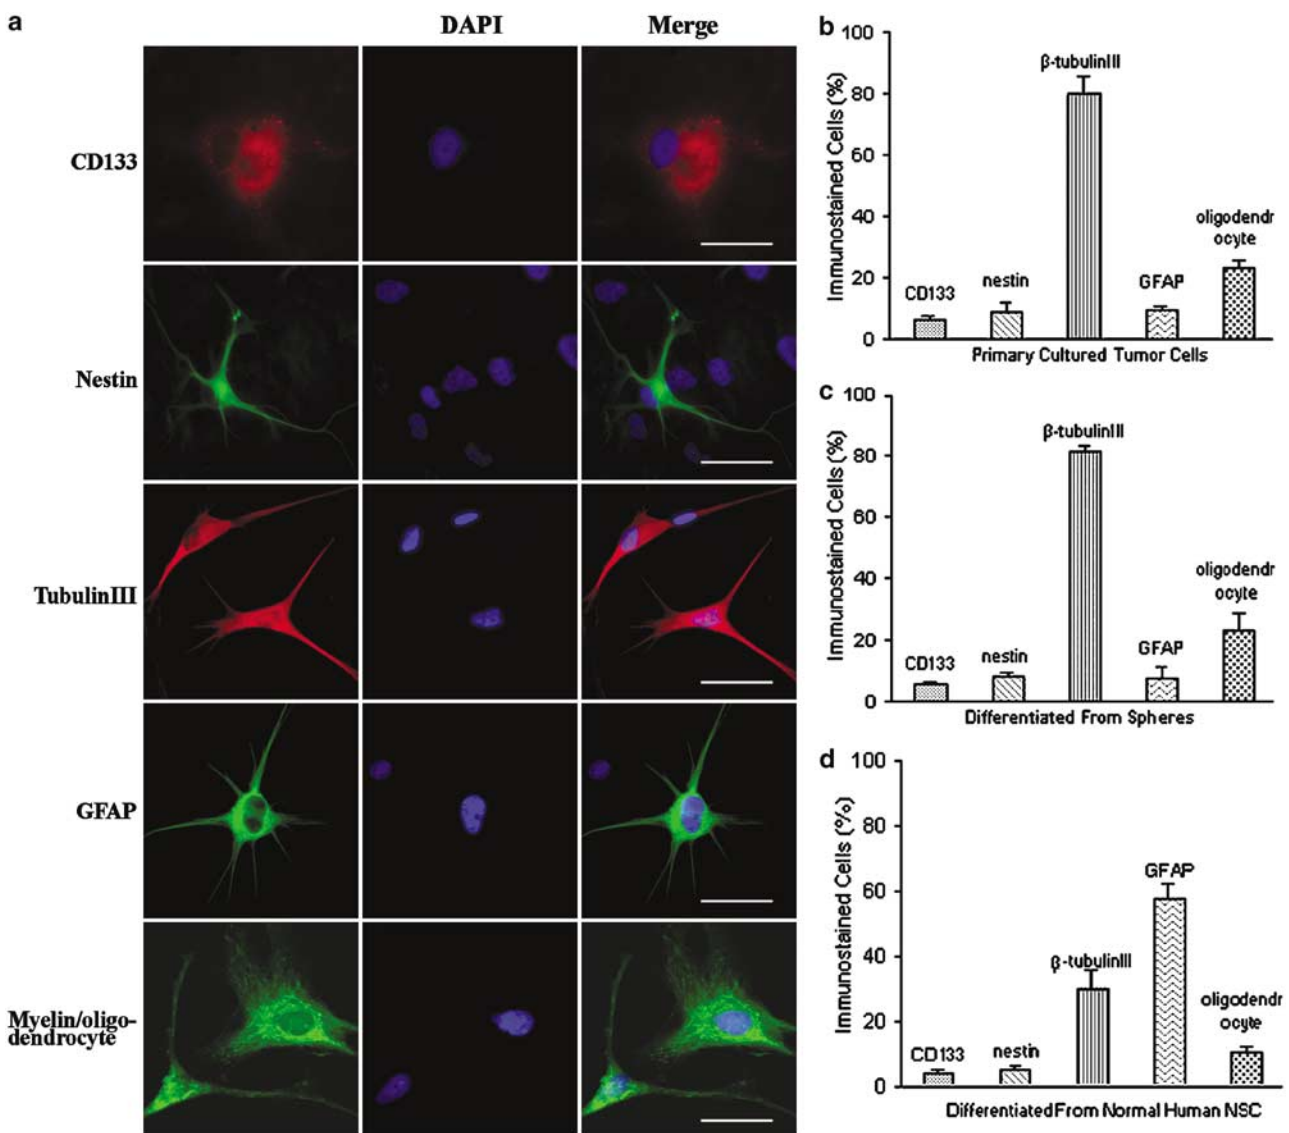 a
DAPI
Merge
CD133
Nestin
TubulinIII
GFAP
Myelin/oligo-
dendrocyte
b
100
80
60
40
20
0
Immunostained Cells (%)
CD133
nestin
β-tubulinIII
GFAP
oligodendr
ocyte
Primary Cultured Tumor Cells
c
100
80
60
40
20
0
Immunostained Cells (%)
CD133
nestin
β-tubulinIII
GFAP
oligodendr
ocyte
Differentiated From Spheres
d
100
80
60
40
20
0
Immunostained Cells (%)
CD133
nestin
β-tubulinIII
GFAP
oligodendr
ocyte
Differentiated From Normal Human NSC